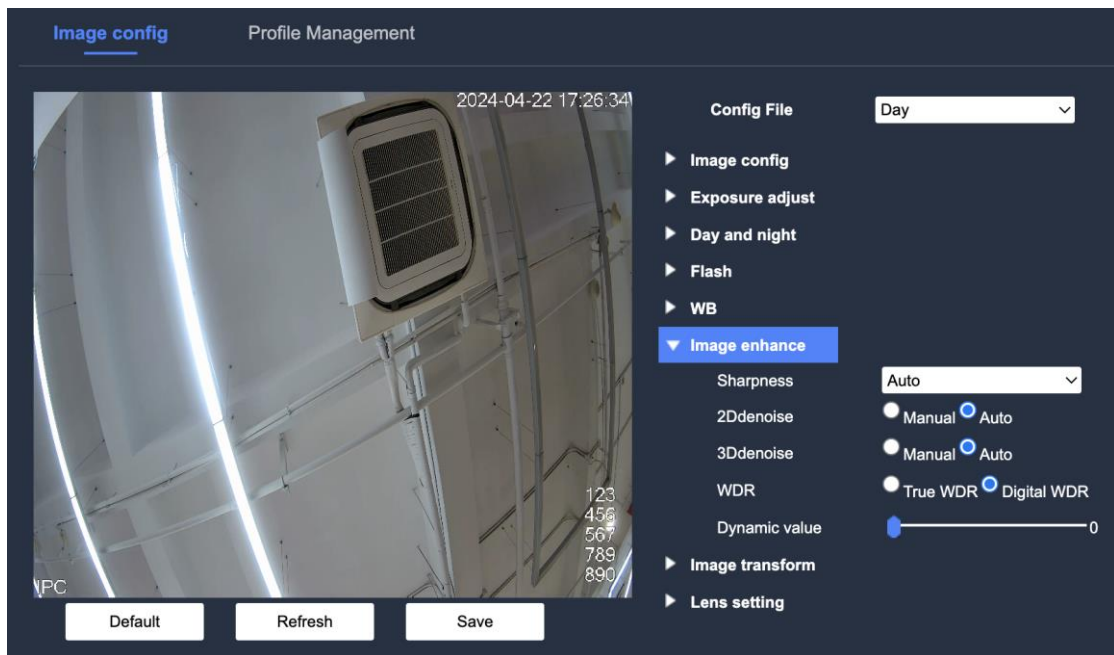 Image config
Profile Management
2024-04-22 17:26:34
123
456
567
789
890
IPC
Default
Refresh
Save
Config File
Day
Image config
Exposure adjust
Day and night
Flash
WB
Image enhance
Sharpness
Auto
2Ddenoise
Manual Auto
3Ddenoise
Manual Auto
WDR
True WDR Digital WDR
Dynamic value
0
Image transform
Lens setting